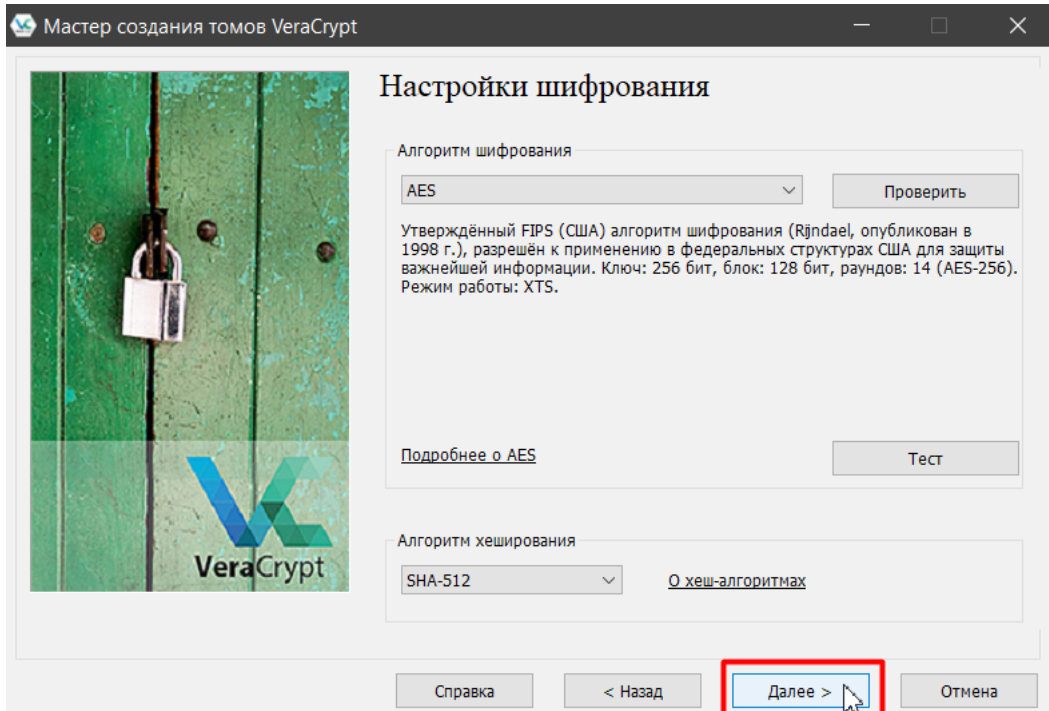 Мастер создания томов VeraCrypt
Настройки шифрования
Алгоритм шифрования
AES
Проверить
Утверждённый FIPS (США) алгоритм шифрования (Rijndael, опубликован в
1998 г.), разрешён к применению в федеральных структурах США для защиты
важнейшей информации. Ключ: 256 бит, блок: 128 бит, раундов: 14 (AES-256).
Режим работы: XTS.
Подробнее о AES
Тест
VeraCrypt
Алгоритм хеширования
SHA-512
О хеш-алгоритмах
Справка
< Назад
Далее >
Отмена